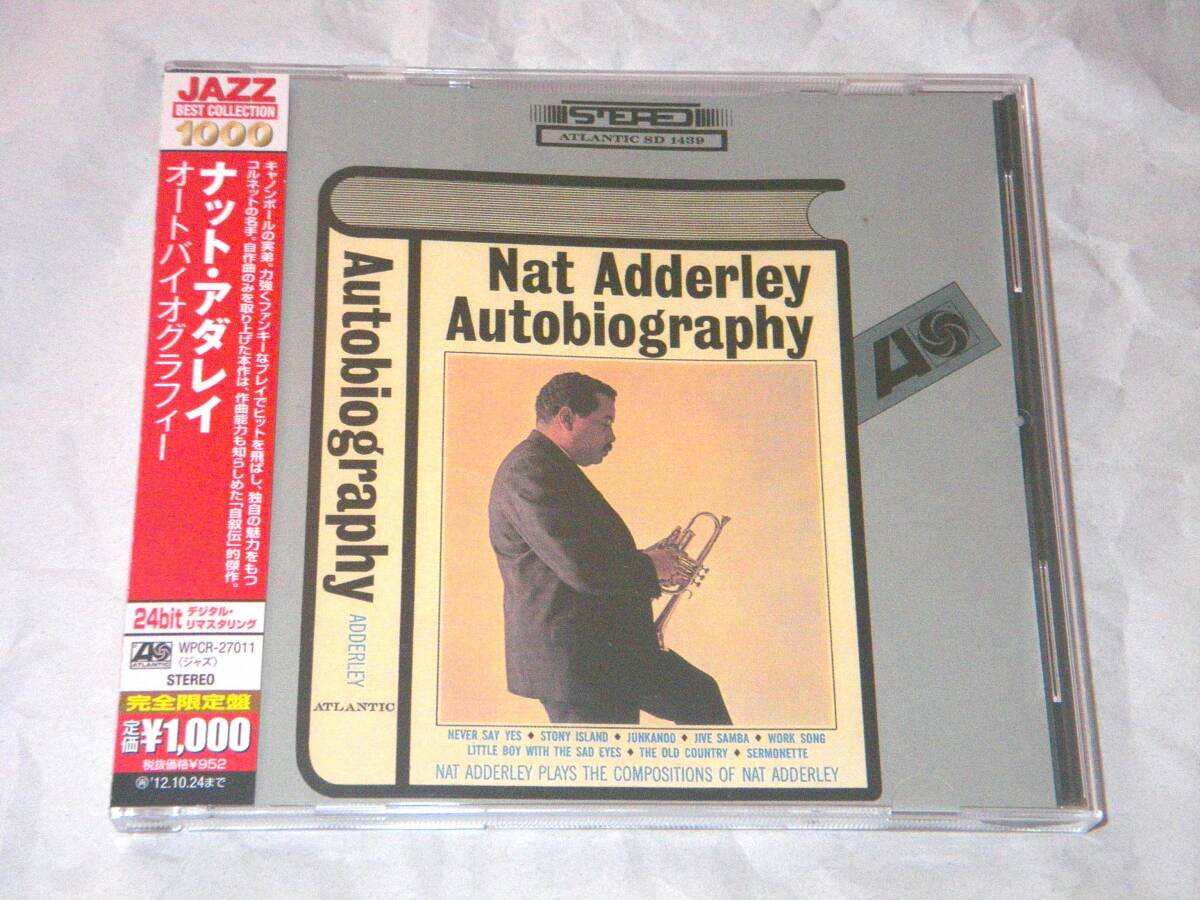 JAZZ
BEST COLLECTION
1000
ナット・アダレイ
オートバイオグラフィー
キャノンボールの実弟。力強くファンキーなプレイでヒットを飛ばし、独自の魅力をもつ
コルネットの名手。自作曲のみを取り上げた本作は、作曲能力も知らしめた「自叙伝」的傑作。
24bit デジタル・
リマスタリング
ATLANTIC
WPCR-27011
〈ジャズ〉
STEREO
完全限定盤
定価¥1,000
税抜価格¥952
'12.10.24まで
STEREO
ATLANTIC SD 1439
Autobiography
ADDERLEY
ATLANTIC
Nat Adderley
Autobiography
NEVER SAY YES ♦ STONY ISLAND ♦ JUNKANOO ♦ JIVE SAMBA ♦ WORK SONG
LITTLE BOY WITH THE SAD EYES ♦ THE OLD COUNTRY ♦ SERMONETTE
NAT ADDERLEY PLAYS THE COMPOSITIONS OF NAT ADDERLEY
A